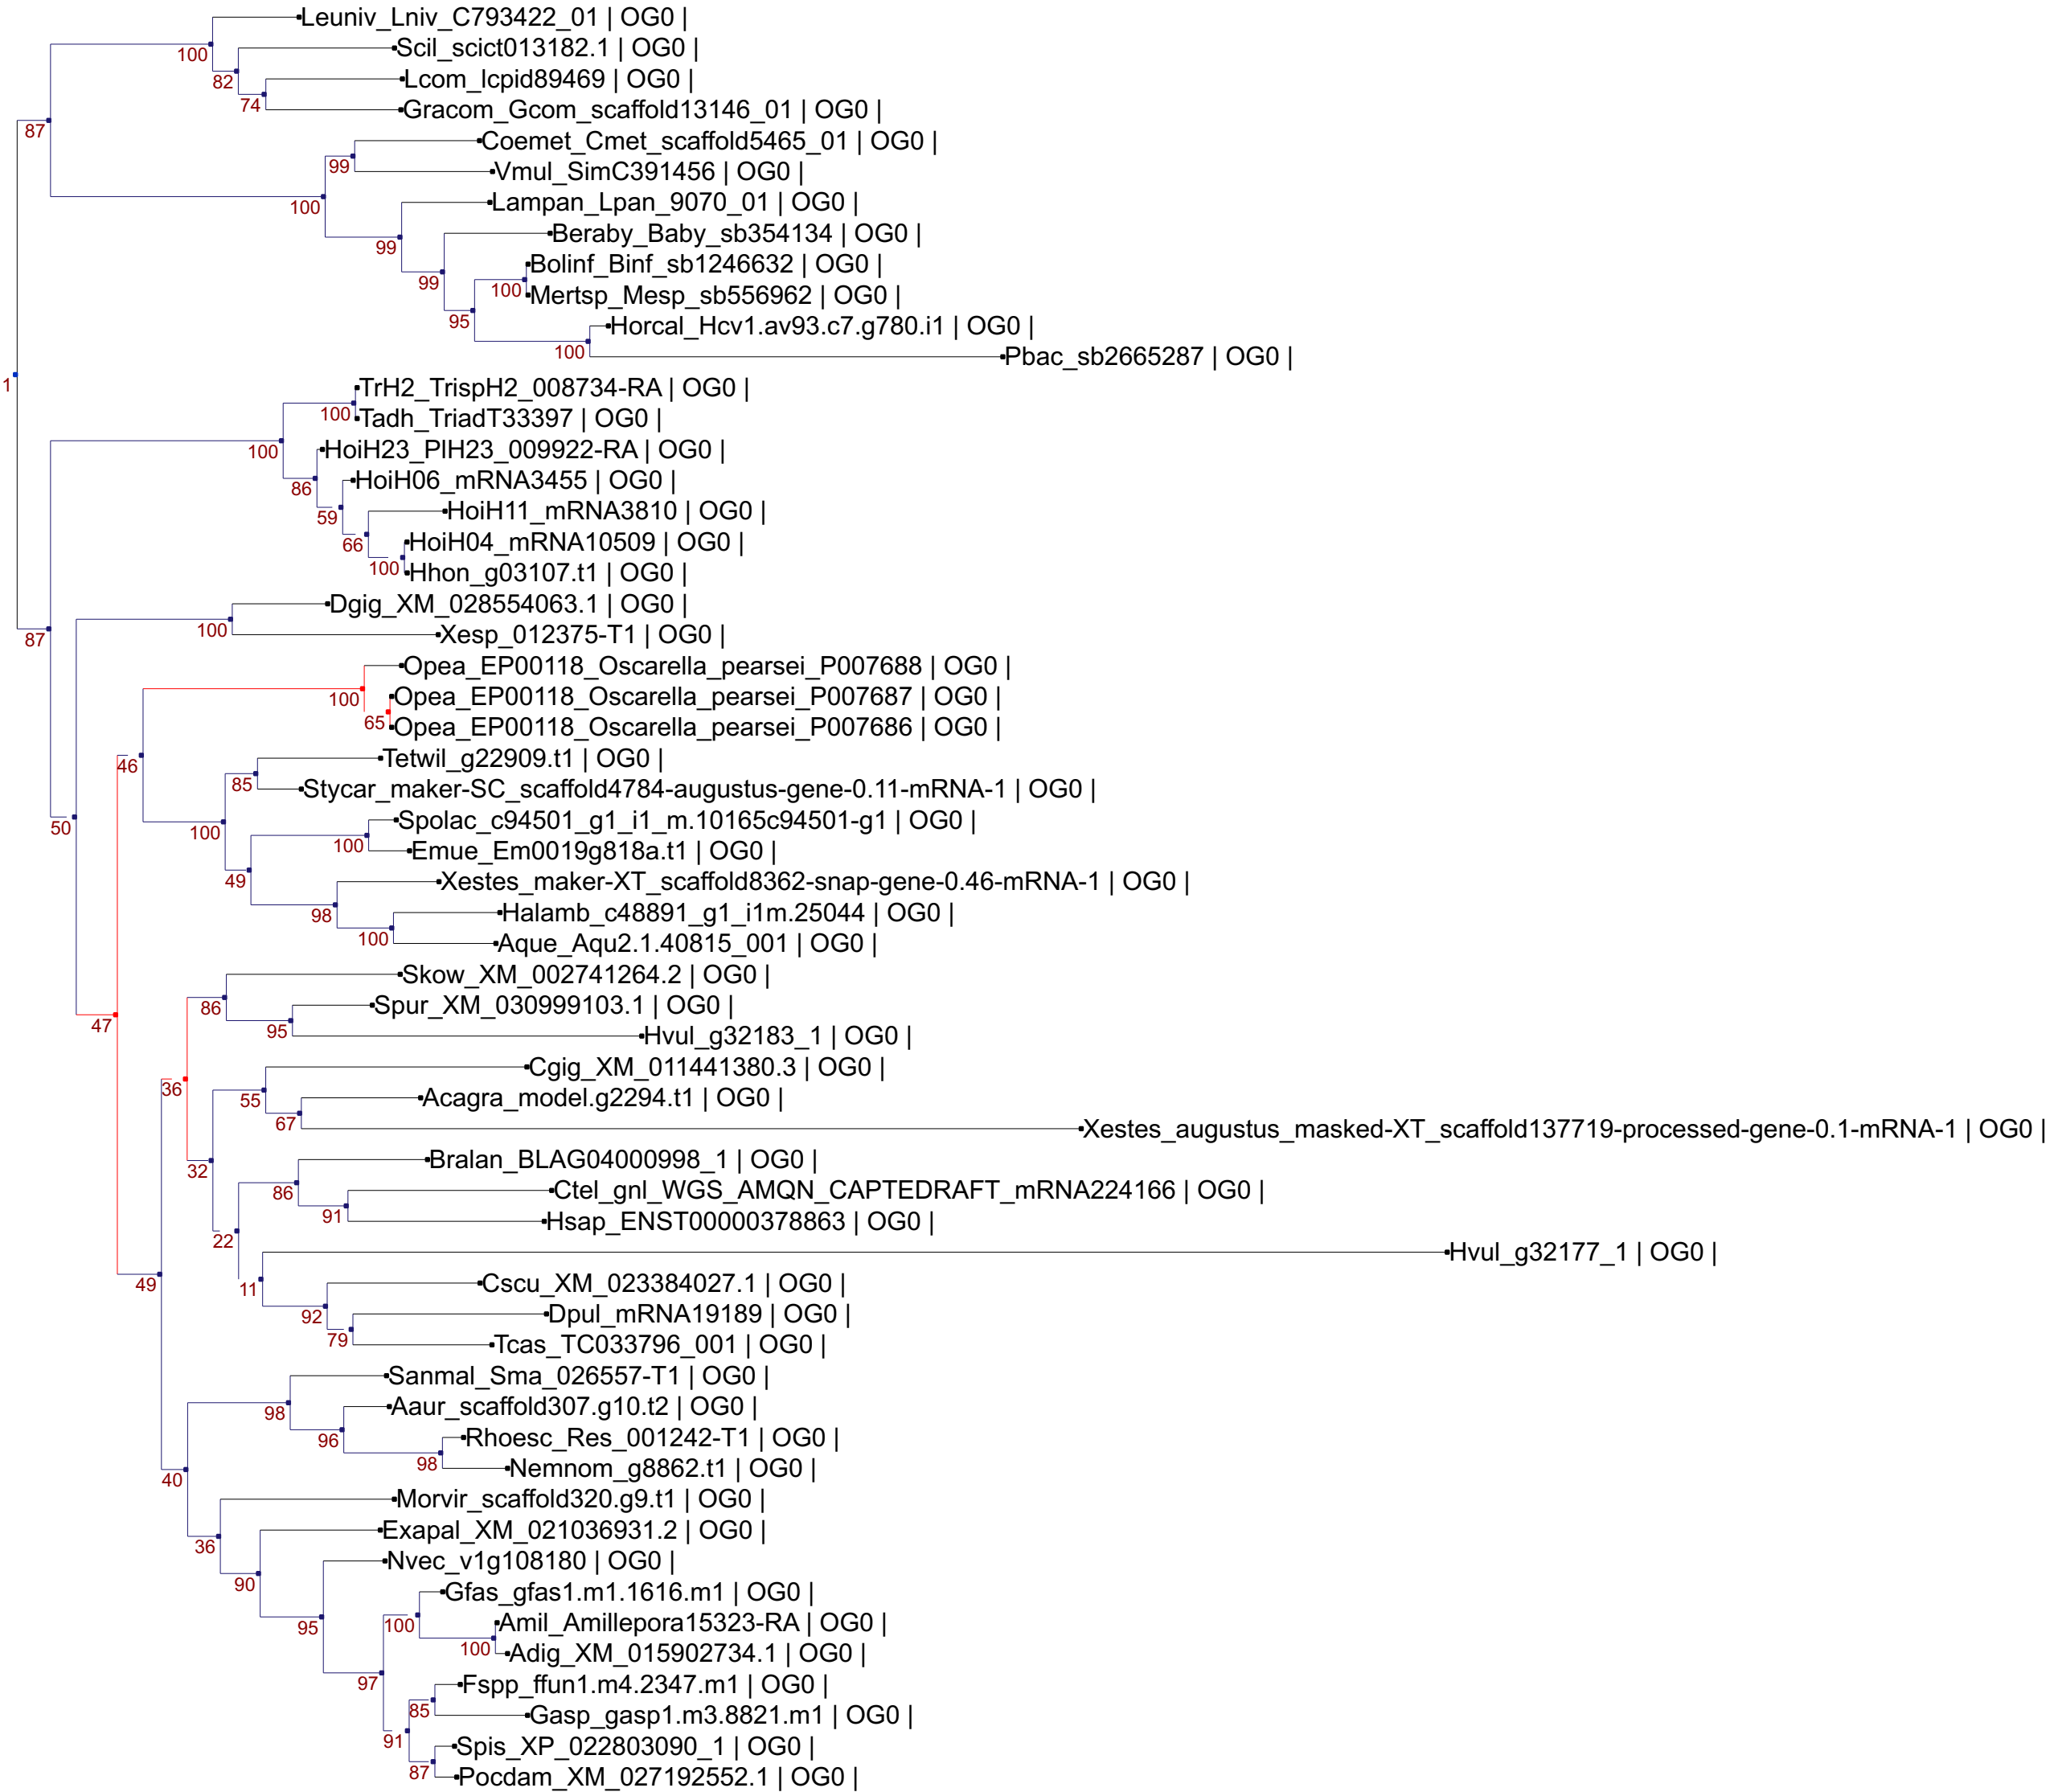 Leuniv_Lniv_C793422_01 | OG0 |
100
Scil_scict013182.1 | OG0 |
82
Lcom_lcpid89469 | OG0 |
74
Gracom_Gcom_scaffold13146_01 | OG0 |
87
Coemet_Cmet_scaffold5465_01 | OG0 |
99
Vmul_SimC391456 | OG0 |
100
Lampan_Lpan_9070_01 | OG0 |
99
Beraby_Baby_sb354134 | OG0 |
99
Bolinf_Binf_sb1246632 | OG0 |
100
Mertsp_Mesp_sb556962 | OG0 |
95
Horcal_Hcv1.av93.c7.g780.i1 | OG0 |
100
Pbac_sb2665287 | OG0 |
1
TrH2_TrispH2_008734-RA | OG0 |
100
Tadh_TriadT33397 | OG0 |
100
HoiH23_PlH23_009922-RA | OG0 |
86
HoiH06_mRNA3455 | OG0 |
59
HoiH11_mRNA3810 | OG0 |
66
HoiH04_mRNA10509 | OG0 |
100
Hhon_g03107.t1 | OG0 |
Dgig_XM_028554063.1 | OG0 |
100
87
Xesp_012375-T1 | OG0 |
Opea_EP00118_Oscarella_pearsei_P007688 | OG0 |
100
Opea_EP00118_Oscarella_pearsei_P007687 | OG0 |
65
Opea_EP00118_Oscarella_pearsei_P007686 | OG0 |
46
Tetwil_g22909.t1 | OG0 |
85
Stycar_maker-SC_scaffold4784-augustus-gene-0.11-mRNA-1 | OG0 |
50
100
Spolac_c94501_g1_i1_m.10165c94501-g1 | OG0 |
100
Emue_Em0019g818a.t1 | OG0 |
49
Xestes_maker-XT_scaffold8362-snap-gene-0.46-mRNA-1 | OG0 |
98
Halamb_c48891_g1_i1m.25044 | OG0 |
100
Aque_Aqu2.1.40815_001 | OG0 |
Skow_XM_002741264.2 | OG0 |
86
Spur_XM_030999103.1 | OG0 |
47
95
Hvul_g32183_1 | OG0 |
Cgig_XM_011441380.3 | OG0 |
36
55
Acagra_model.g2294.t1 | OG0 |
67
Xestes_augustus_masked-XT_scaffold137719-processed-gene-0.1-mRNA-1 | OG0 |
32
Bralan_BLAG04000998_1 | OG0 |
86
Ctel_gnl_WGS_AMQN_CAPTEDRAFT_mRNA224166 | OG0 |
91
Hsap_ENST00000378863 | OG0 |
22
Hvul_g32177_1 | OG0 |
49
11
Cscu_XM_023384027.1 | OG0 |
92
Dpul_mRNA19189 | OG0 |
79
Tcas_TC033796_001 | OG0 |
Sanmal_Sma_026557-T1 | OG0 |
98
Aaur_scaffold307.g10.t2 | OG0 |
96
Rhoesc_Res_001242-T1 | OG0 |
98
Nemnom_g8862.t1 | OG0 |
40
Morvir_scaffold320.g9.t1 | OG0 |
Exapal_XM_021036931.2 | OG0 |
36
Nvec_v1g108180 | OG0 |
90
Gfas_gfas1.m1.1616.m1 | OG0 |
95
100
Amil_Amillepora15323-RA | OG0 |
100
Adig_XM_015902734.1 | OG0 |
97
Fspp_ffun1.m4.2347.m1 | OG0 |
85
Gasp_gasp1.m3.8821.m1 | OG0 |
91
Spis_XP_022803090_1 | OG0 |
87
Pocdam_XM_027192552.1 | OG0 |